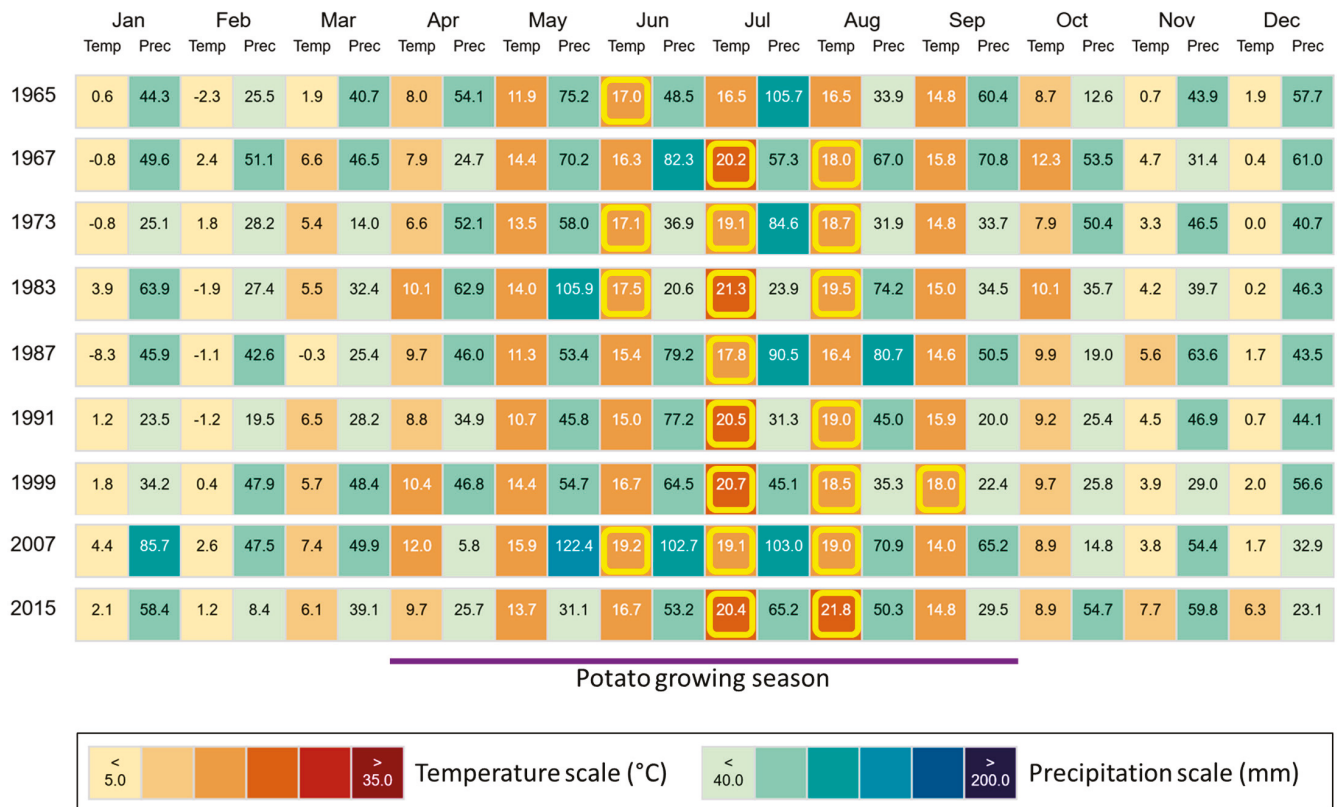 Jan Feb Mar Apr May Jun Jul Aug Sep Oct Nov Dec
Temp Prec Temp Prec Temp Prec Temp Prec Temp Prec Temp Prec Temp Prec Temp Prec Temp Prec Temp Prec Temp Prec Temp Prec
1965 0.6 44.3 -2.3 25.5 1.9 40.7 8.0 54.1 11.9 75.2 17.0 48.5 16.5 105.7 16.5 33.9 14.8 60.4 8.7 12.6 0.7 43.9 1.9 57.7
1967 -0.8 49.6 2.4 51.1 6.6 46.5 7.9 24.7 14.4 70.2 16.3 82.3 20.2 57.3 18.0 67.0 15.8 70.8 12.3 53.5 4.7 31.4 0.4 61.0
1973 -0.8 25.1 1.8 28.2 5.4 14.0 6.6 52.1 13.5 58.0 17.1 36.9 19.1 84.6 18.7 31.9 14.8 33.7 7.9 50.4 3.3 46.5 0.0 40.7
1983 3.9 63.9 -1.9 27.4 5.5 32.4 10.1 62.9 14.0 105.9 17.5 20.6 21.3 23.9 19.5 74.2 15.0 34.5 10.1 35.7 4.2 39.7 0.2 46.3
1987 -8.3 45.9 -1.1 42.6 -0.3 25.4 9.7 46.0 11.3 53.4 15.4 79.2 17.8 90.5 16.4 80.7 14.6 50.5 9.9 19.0 5.6 63.6 1.7 43.5
1991 1.2 23.5 -1.2 19.5 6.5 28.2 8.8 34.9 10.7 45.8 15.0 77.2 20.5 31.3 19.0 45.0 15.9 20.0 9.2 25.4 4.5 46.9 0.7 44.1
1999 1.8 34.2 0.4 47.9 5.7 48.4 10.4 46.8 14.4 54.7 16.7 64.5 20.7 45.1 18.5 35.3 18.0 22.4 9.7 25.8 3.9 29.0 2.0 56.6
2007 4.4 85.7 2.6 47.5 7.4 49.9 12.0 5.8 15.9 122.4 19.2 102.7 19.1 103.0 19.0 70.9 14.0 65.2 8.9 14.8 3.8 54.4 1.7 32.9
2015 2.1 58.4 1.2 8.4 6.1 39.1 9.7 25.7 13.7 31.1 16.7 53.2 20.4 65.2 21.8 50.3 14.8 29.5 8.9 54.7 7.7 59.8 6.3 23.1
Potato growing season
< 5.0 > 35.0 Temperature scale (°C) < 40.0 > 200.0 Precipitation scale (mm)